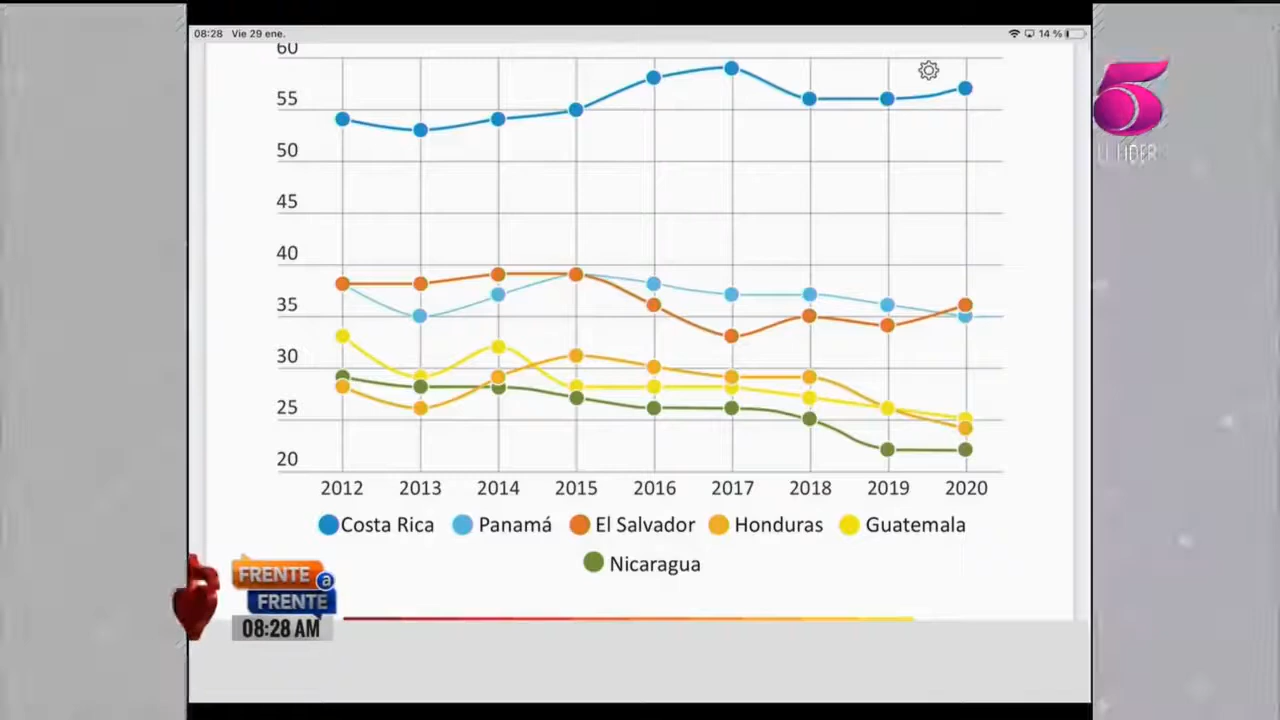 08:28 Vie 29 ene. 14 %
60
55
50
45
40
35
30
25
20
2012 2013 2014 2015 2016 2017 2018 2019 2020
Costa Rica Panamá El Salvador Honduras Guatemala
Nicaragua
5
FRENTE a
FRENTE
08:28 AM